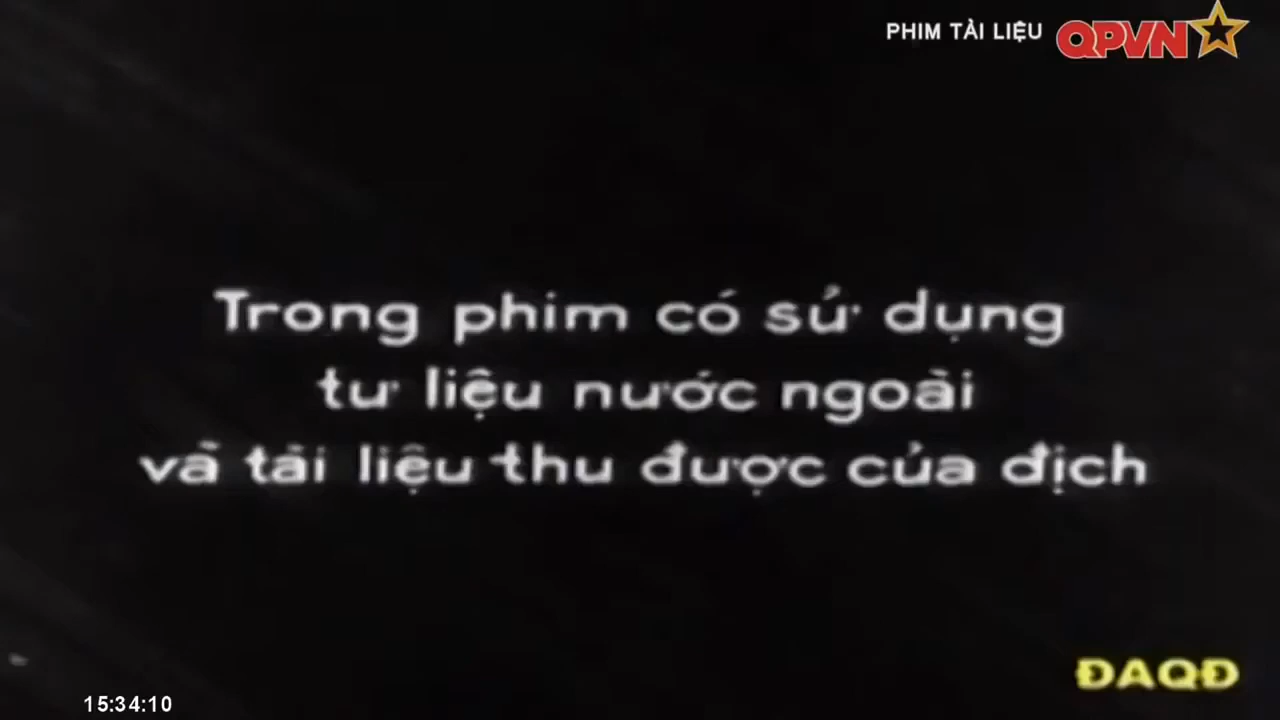 PHIM TÀI LIỆU
QPVN
Trong phim có sử dụng
tư liệu nước ngoài
và tài liệu thu được của địch
ĐAQĐ
15:34:10